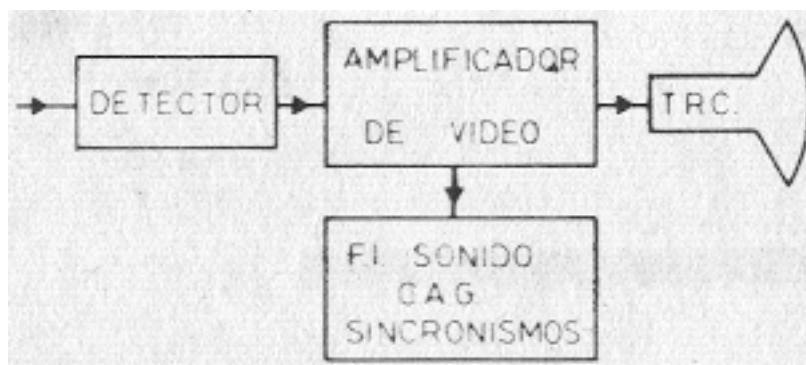 DETECTOR
AMPLIFICADOR
DE VIDEO
T.R.C.
F.I. SONIDO
C.A.G.
SINCRONISMOS